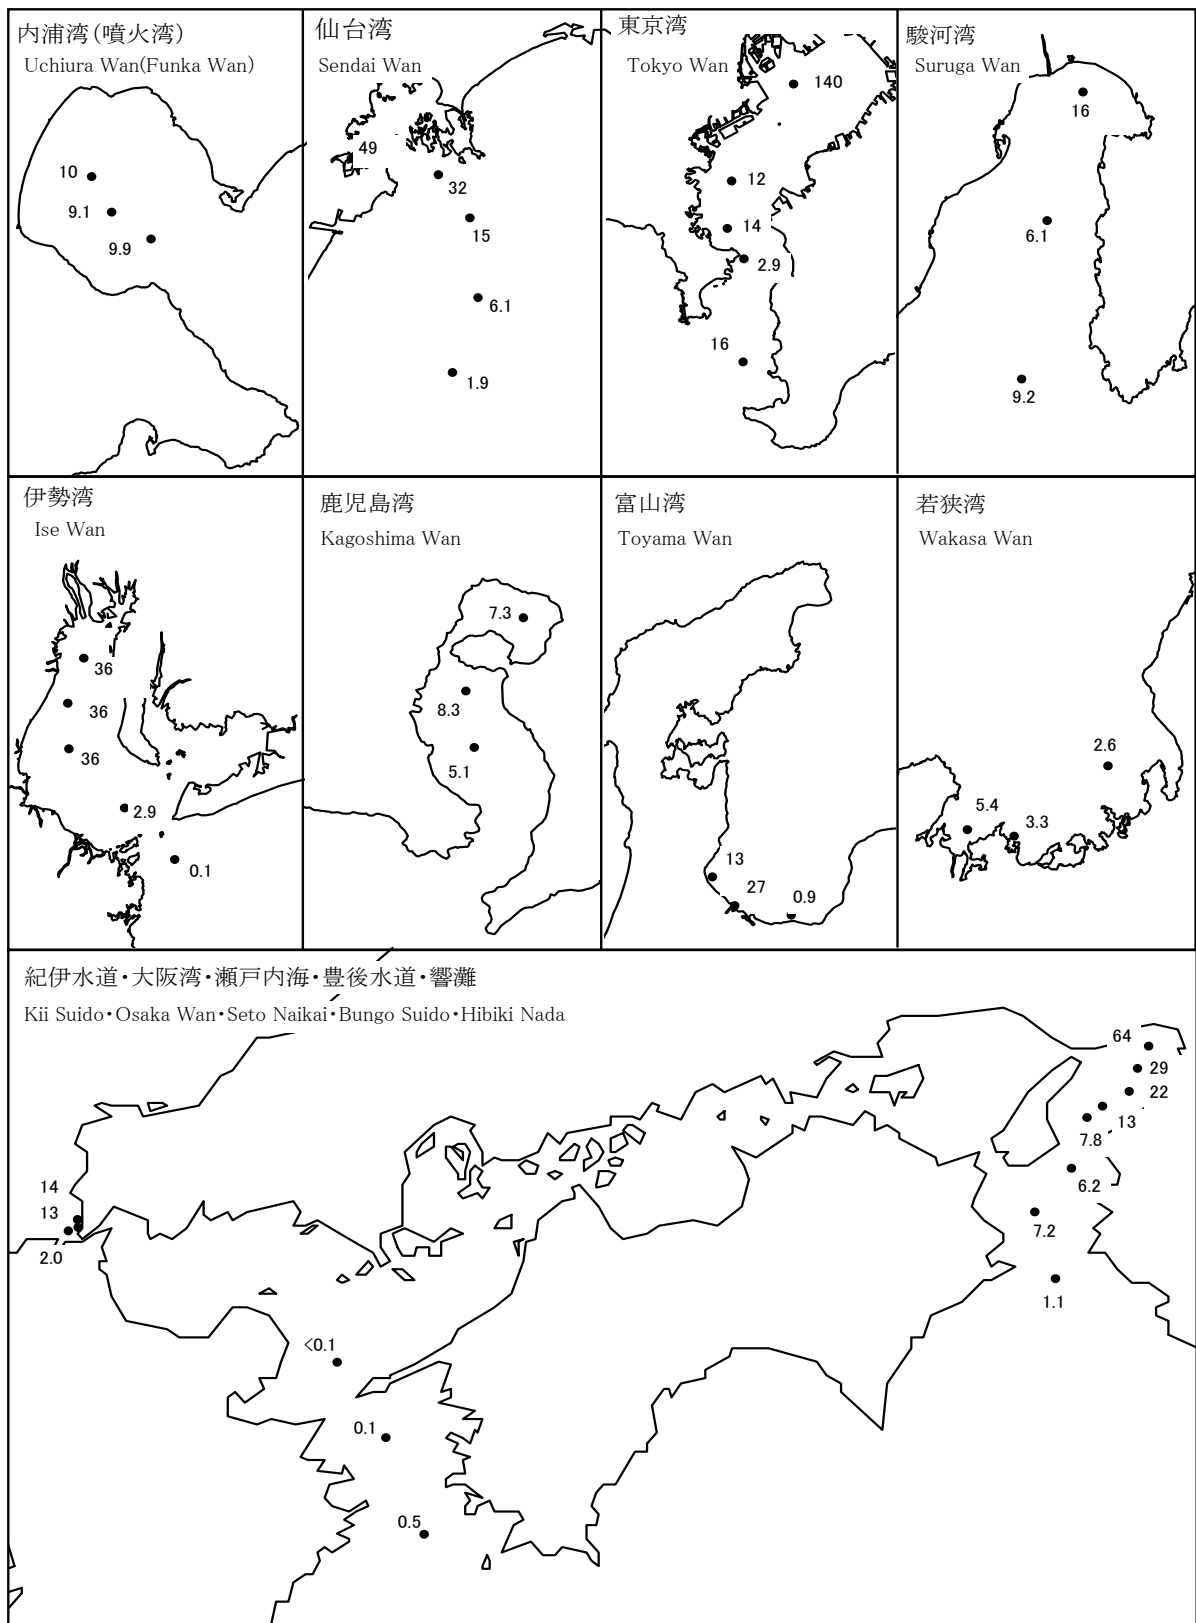 内浦湾(噴火湾)
Uchiura Wan(Funka Wan)
10
9.1
9.9
仙台湾
Sendai Wan
49
32
15
6.1
1.9
東京湾
Tokyo Wan
140
12
14
2.9
16
駿河湾
Suruga Wan
16
6.1
9.2
伊勢湾
Ise Wan
36
36
36
2.9
0.1
鹿児島湾
Kagoshima Wan
7.3
8.3
5.1
富山湾
Toyama Wan
13
27
0.9
若狭湾
Wakasa Wan
2.6
5.4
3.3
紀伊水道・大阪湾・瀬戸内海・豊後水道・響灘
Kii Suido・Osaka Wan・Seto Naikai・Bungo Suido・Hibiki Nada
64
29
22
13
7.8
6.2
7.2
1.1
14
13
2.0
<0.1
0.1
0.5